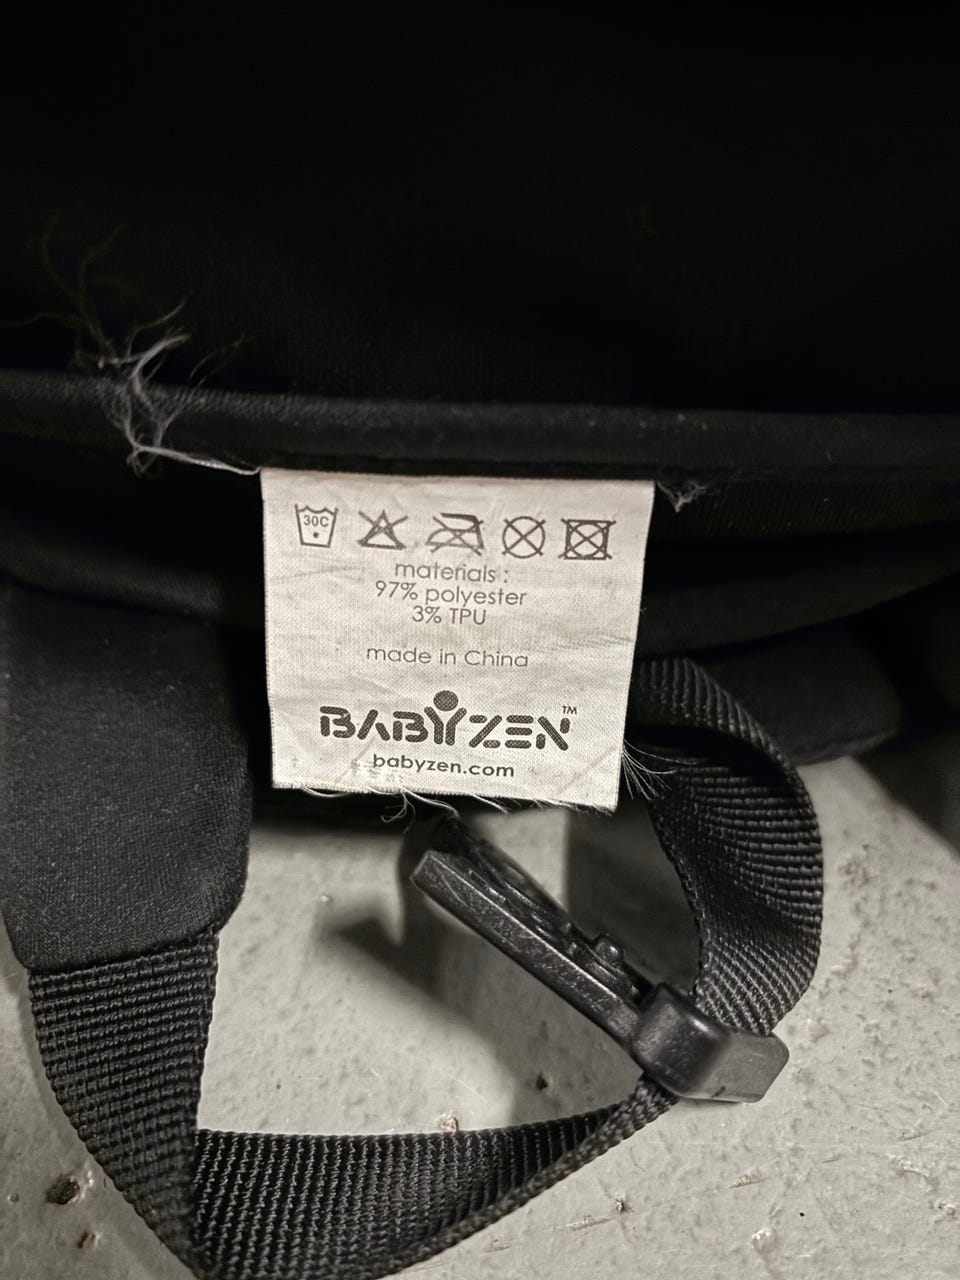 30C
materials :
97% polyester
3% TPU
made in China
BABYZEN™
babyzen.com